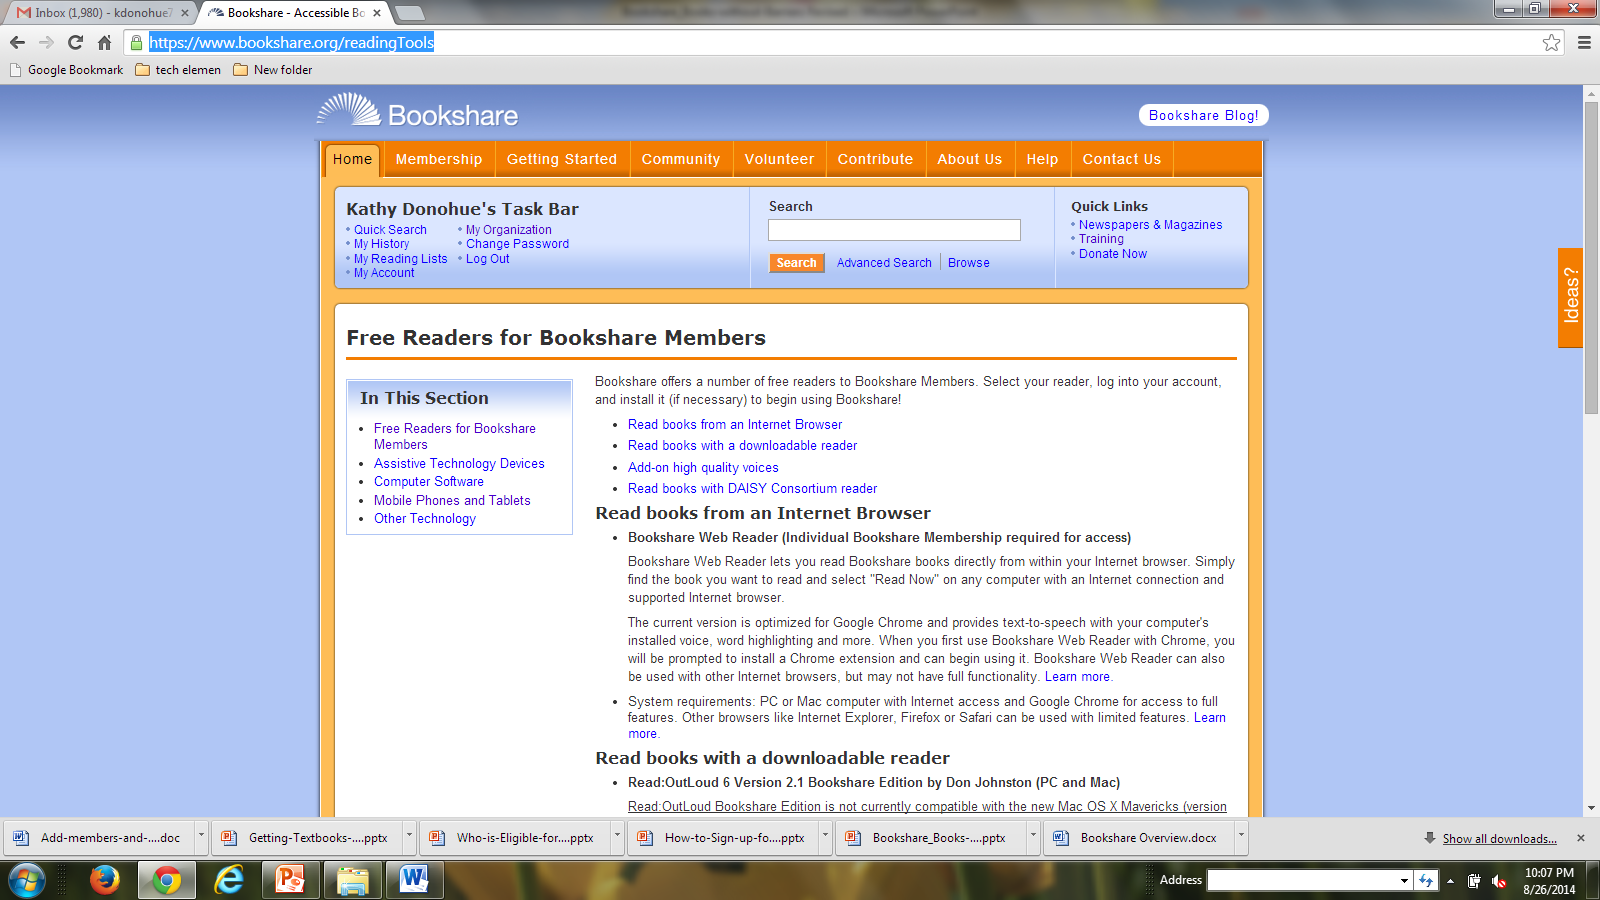 Inbox (1,980) - kdonohue7
Bookshare - Accessible Bo
https://www.bookshare.org/readingTools
Google Bookmark
tech elemen
New folder
Bookshare
Bookshare Blog!
Home
Membership
Getting Started
Community
Volunteer
Contribute
About Us
Help
Contact Us
Kathy Donohue's Task Bar
Quick Search
My History
My Reading Lists
My Account
My Organization
Change Password
Log Out
Search
Search
Advanced Search
Browse
Quick Links
Newspapers & Magazines
Training
Donate Now
Ideas?
Free Readers for Bookshare Members
In This Section
Free Readers for Bookshare
Members
Assistive Technology Devices
Computer Software
Mobile Phones and Tablets
Other Technology
Bookshare offers a number of free readers to Bookshare Members. Select your reader, log into your account,
and install it (if necessary) to begin using Bookshare!
Read books from an Internet Browser
Read books with a downloadable reader
Add-on high quality voices
Read books with DAISY Consortium reader
Read books from an Internet Browser
Bookshare Web Reader (Individual Bookshare Membership required for access)
Bookshare Web Reader lets you read Bookshare books directly from within your Internet browser. Simply
find the book you want to read and select "Read Now" on any computer with an Internet connection and
supported Internet browser.
The current version is optimized for Google Chrome and provides text-to-speech with your computer's
installed voice, word highlighting and more. When you first use Bookshare Web Reader with Chrome, you
will be prompted to install a Chrome extension and can begin using it. Bookshare Web Reader can also
be used with other Internet browsers, but may not have full functionality. Learn more.
System requirements: PC or Mac computer with Internet access and Google Chrome for access to full
features. Other browsers like Internet Explorer, Firefox or Safari can be used with limited features. Learn
more.
Read books with a downloadable reader
Read:OutLoud 6 Version 2.1 Bookshare Edition by Don Johnston (PC and Mac)
Read:OutLoud Bookshare Edition is not currently compatible with the new Mac OS X Mavericks (version
Add-members-and-....doc
Getting-Textbooks-....pptx
Who-is-Eligible-for....pptx
How-to-Sign-up-fo....pptx
Bookshare_Books-....pptx
Bookshare Overview.docx
Show all downloads...
Address
10:07 PM
8/26/2014